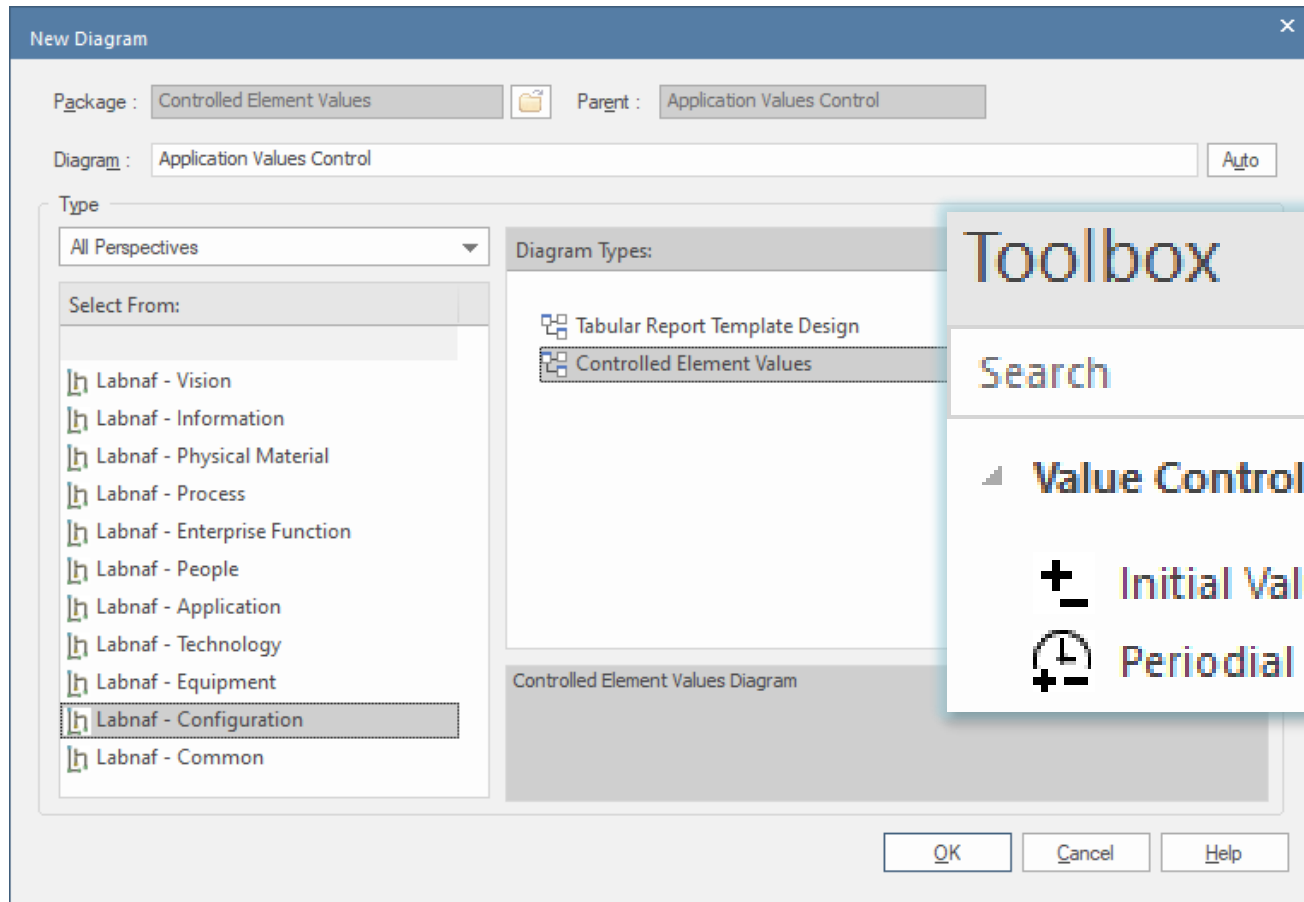 New Diagram
Package : Controlled Element Values Parent : Application Values Control
Diagram : Application Values Control Auto
Type
All Perspectives
Select From:
Labnaf - Vision
Labnaf - Information
Labnaf - Physical Material
Labnaf - Process
Labnaf - Enterprise Function
Labnaf - People
Labnaf - Application
Labnaf - Technology
Labnaf - Equipment
Labnaf - Configuration
Labnaf - Common
Diagram Types:
Tabular Report Template Design
Controlled Element Values
Controlled Element Values Diagram
Toolbox
Search
Value Control
Initial
Periodial
OK Cancel Help